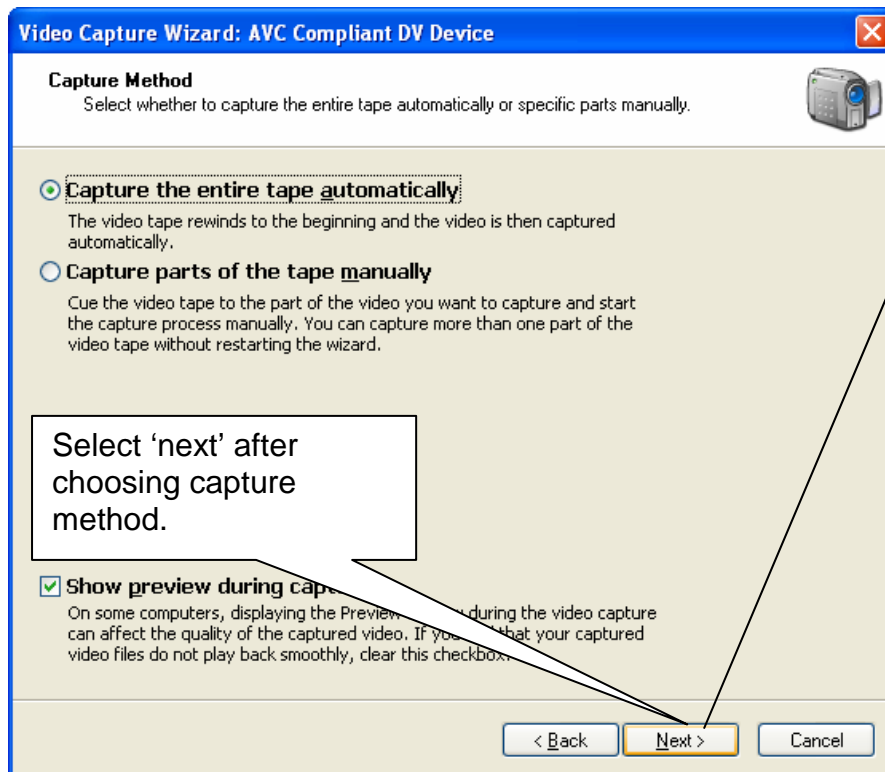 Video Capture Wizard: AVC Compliant DV Device
Capture Method
Select whether to capture the entire tape automatically or specific parts manually.
Capture the entire tape automatically
The video tape rewinds to the beginning and the video is then captured
automatically.
Capture parts of the tape manually
Cue the video tape to the part of the video you want to capture and start
the capture process manually. You can capture more than one part of the
video tape without restarting the wizard.
Select ‘next’ after
choosing capture
method.
Show preview during
On some computers, displaying the Preview during the video capture
can affect the quality of the captured video. If that your captured
video files do not play back smoothly, clear this checkbox.
< Back
Next >
Cancel